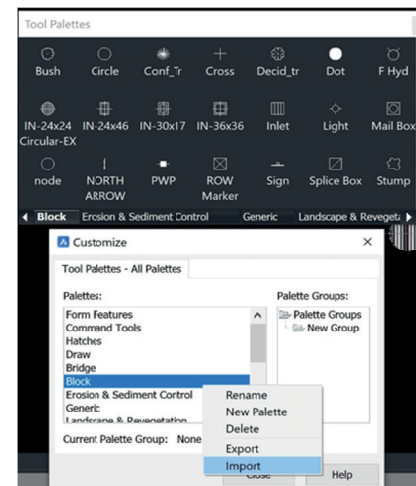 Tool Palettes
Bush Circle Conf_Tr Cross Decid_tr Dot F Hyd
IN-24x24 IN-24x46 IN-30x17 IN-36x36 Inlet Light Mail Box
Circular-EX
node NORTH PWP ROW Sign Splice Box Stump
ARROW Marker
Block Erosion & Sediment Control Generic Landscape & Reveget
Customize
Tool Palettes - All Palettes
Palettes: Palette Groups:
Form Features Palette Groups
Command Tools New Group
Hatches
Draw
Bridge
Block
Erosion & Sediment Control Rename
Generic New Palette
Landscape & Revegetation Delete
Current Palette Group: None Export
Import
Close Help